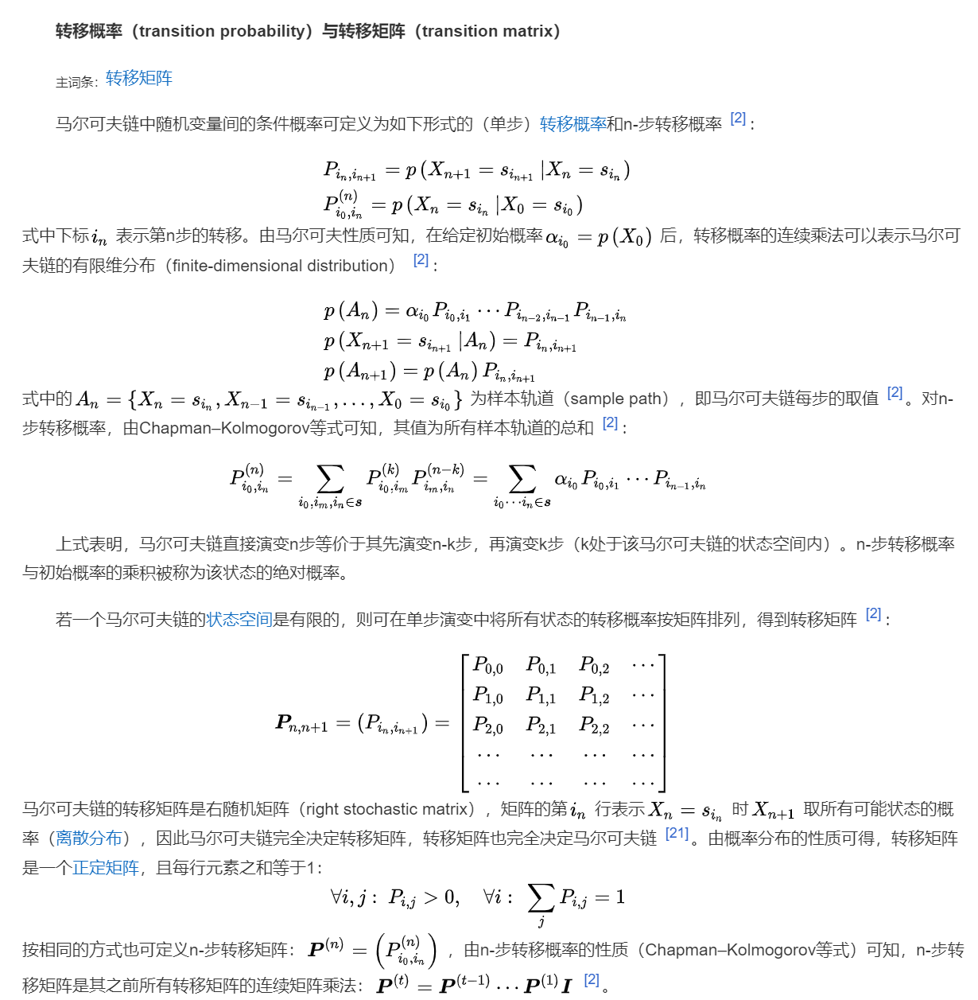 转移概率（transition probability）与转移矩阵（transition matrix）
主词条：转移矩阵
马尔可夫链中随机变量间的条件概率可定义为如下形式的（单步）转移概率和n-步转移概率 [2]：
$P_{i_n,i_{n+1}} = p\,(X_{n+1} = s_{i_{n+1}} \,|X_n = s_{i_n})$
$P^{(n)}_{i_0,i_n} = p\,(X_n = s_{i_n} \,|X_0 = s_{i_0})$
式中下标 $i_n$ 表示第n步的转移。由马尔可夫性质可知，在给定初始概率 $\alpha_{i_0} = p\,(X_0)$ 后，转移概率的连续乘法可以表示马尔可
夫链的有限维分布（finite-dimensional distribution） [2]：
$p\,(A_n) = \alpha_{i_0} P_{i_0,i_1} \cdots P_{i_{n-2},i_{n-1}} P_{i_{n-1},i_n}$
$p\,(X_{n+1} = s_{i_{n+1}} \,|A_n) = P_{i_n,i_{n+1}}$
$p\,(A_{n+1}) = p\,(A_n)\, P_{i_n,i_{n+1}}$
式中的 $A_n = \{X_n = s_{i_n}, X_{n-1} = s_{i_{n-1}}, \ldots, X_0 = s_{i_0}\}$ 为样本轨道（sample path），即马尔可夫链每步的取值 [2]。对n-
步转移概率，由Chapman–Kolmogorov等式可知，其值为所有样本轨道的总和 [2]：
$P^{(n)}_{i_0,i_n} = \sum_{i_0,i_m,i_n \in \boldsymbol{s}} P^{(k)}_{i_0,i_m} P^{(n-k)}_{i_m,i_n} = \sum_{i_0 \cdots i_n \in \boldsymbol{s}} \alpha_{i_0} P_{i_0,i_1} \cdots P_{i_{n-1},i_n}$
上式表明，马尔可夫链直接演变n步等价于其先演变n-k步，再演变k步（k处于该马尔可夫链的状态空间内）。n-步转移概率
与初始概率的乘积被称为该状态的绝对概率。
若一个马尔可夫链的状态空间是有限的，则可在单步演变中将所有状态的转移概率按矩阵排列，得到转移矩阵 [2]：
$\boldsymbol{P}_{n,n+1} = (P_{i_n,i_{n+1}}) = \begin{bmatrix} P_{0,0} & P_{0,1} & P_{0,2} & \cdots \\ P_{1,0} & P_{1,1} & P_{1,2} & \cdots \\ P_{2,0} & P_{2,1} & P_{2,2} & \cdots \\ \cdots & \cdots & \cdots & \cdots \\ \cdots & \cdots & \cdots & \cdots \end{bmatrix}$
马尔可夫链的转移矩阵是右随机矩阵（right stochastic matrix），矩阵的第 $i_n$ 行表示 $X_n = s_{i_n}$ 时 $X_{n+1}$ 取所有可能状态的概
率（离散分布），因此马尔可夫链完全决定转移矩阵，转移矩阵也完全决定马尔可夫链 [21]。由概率分布的性质可得，转移矩阵
是一个正定矩阵，且每行元素之和等于1：
$\forall i, j:\; P_{i,j} > 0, \quad \forall i:\; \sum_j P_{i,j} = 1$
按相同的方式也可定义n-步转移矩阵：$\boldsymbol{P}^{(n)} = \left(P^{(n)}_{i_0,i_n}\right)$，由n-步转移概率的性质（Chapman–Kolmogorov等式）可知，n-步转
移矩阵是其之前所有转移矩阵的连续矩阵乘法：$\boldsymbol{P}^{(t)} = \boldsymbol{P}^{(t-1)} \cdots \boldsymbol{P}^{(1)} \boldsymbol{I}$ [2]。